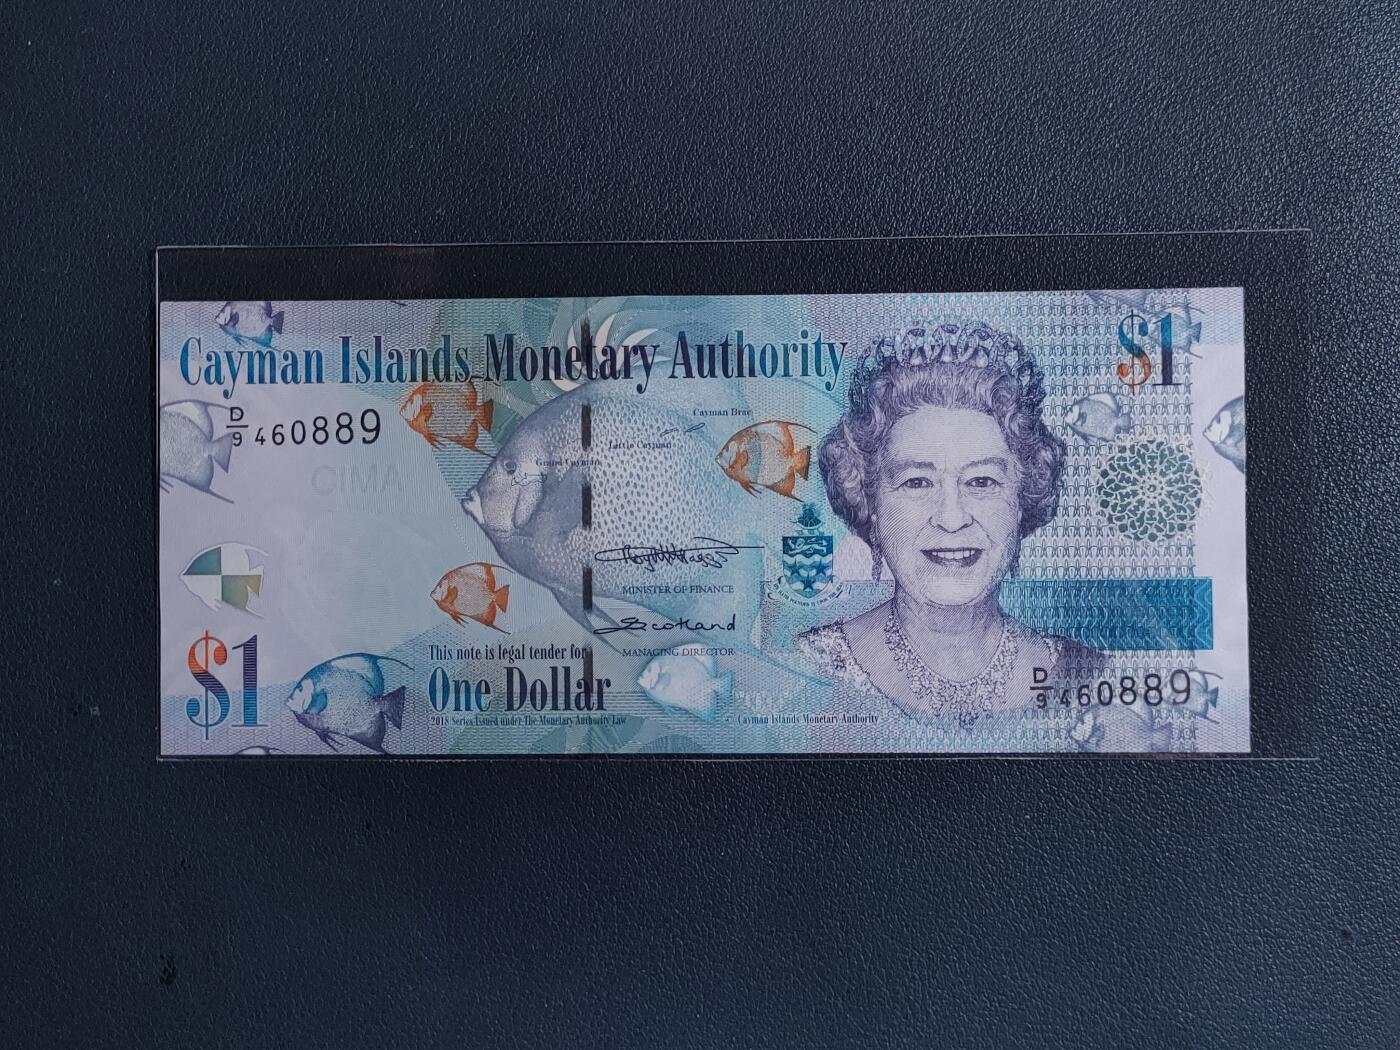 Cayman Islands Monetary Authority
$1
D/9 460889
CIMA
Cayman Brac
Little Cayman
Grand Cayman
MINISTER OF FINANCE
Scotland
MANAGING DIRECTOR
$1
This note is legal tender for
One Dollar
2018 Series Issued under The Monetary Authority Law
© Cayman Islands Monetary Authority
D/9 460889